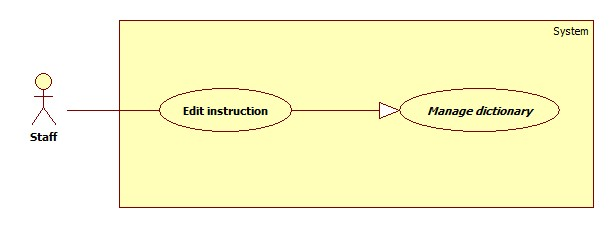 System
Staff
Edit instruction
Manage dictionary